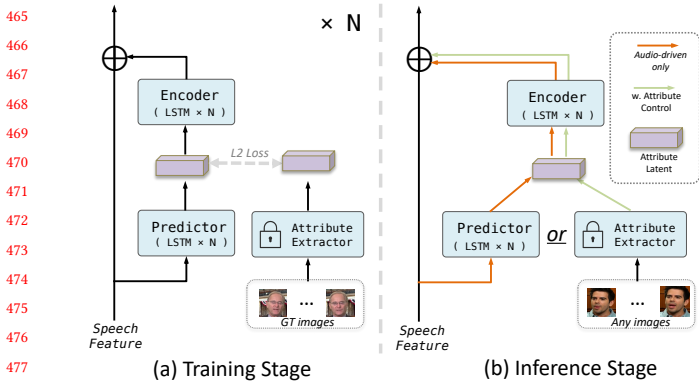 465
466
467
468
469
470
471
472
473
474
475
476
477
× N
Encoder
( LSTM × N )
L2 Loss
Predictor
( LSTM × N )
Attribute
Extractor
...
GT images
Speech
Feature
(a) Training Stage
Encoder
( LSTM × N )
Predictor
( LSTM × N )
or
Attribute
Extractor
...
Any images
Speech
Feature
(b) Inference Stage
Audio-driven
only
w. Attribute
Control
Attribute
Latent